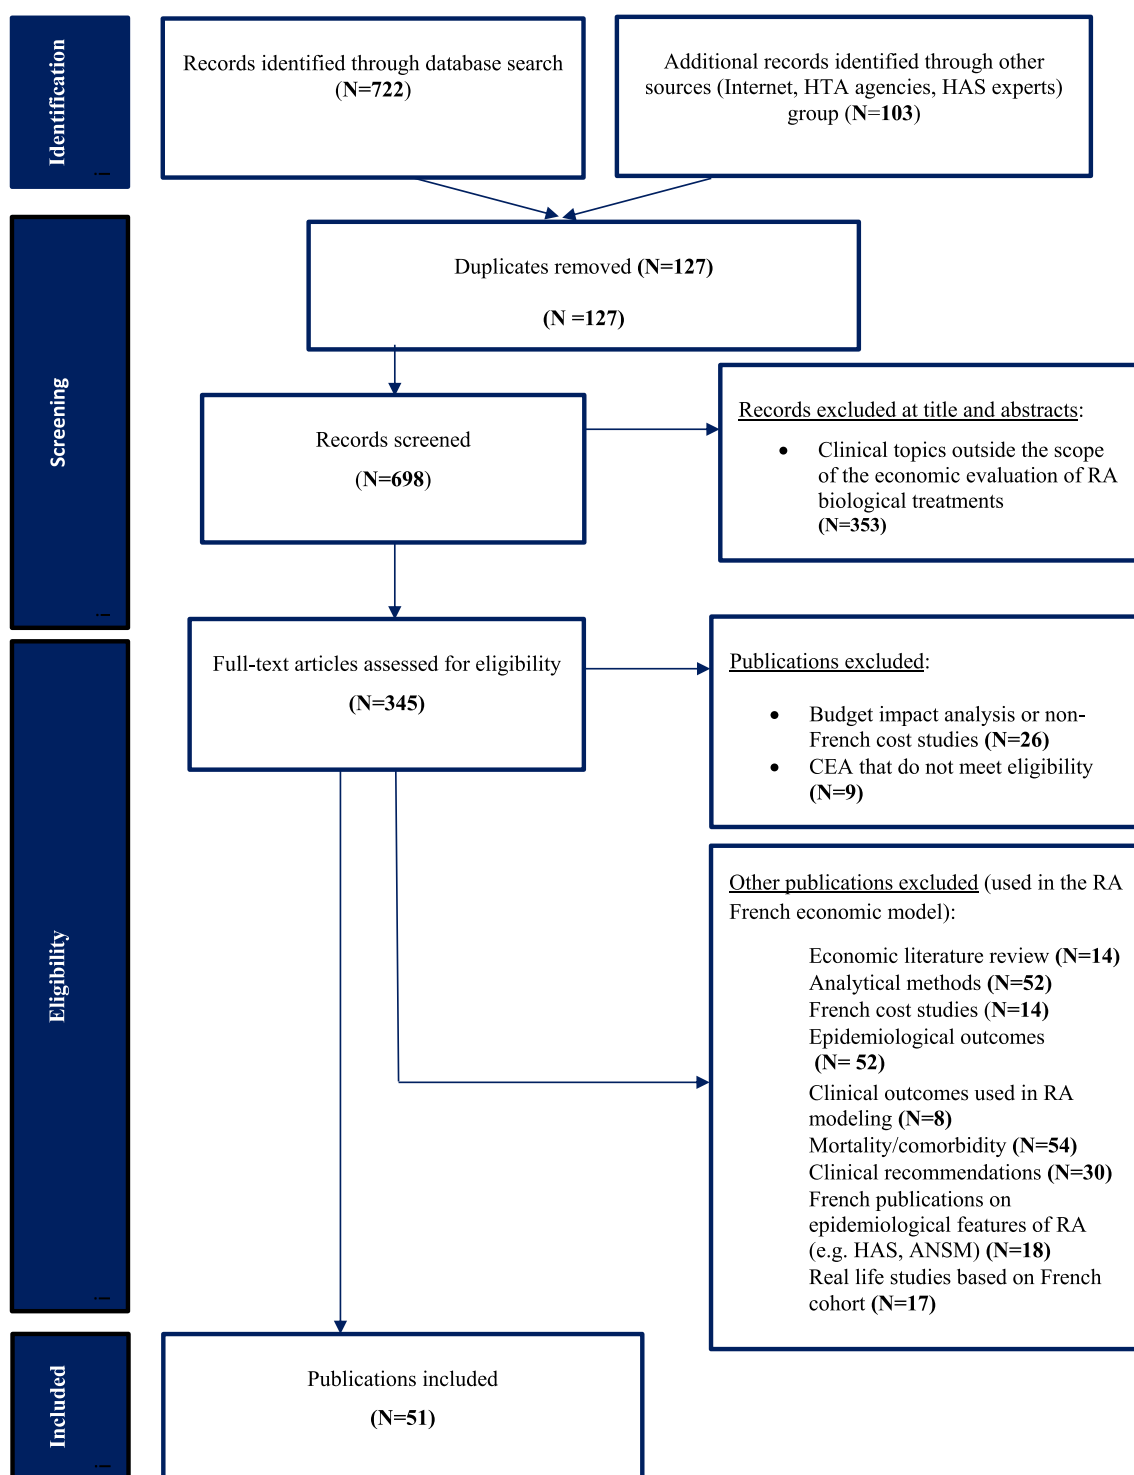 Identification
Records identified through database search
(N=722)
Additional records identified through other
sources (Internet, HTA agencies, HAS experts)
group (N=103)
Screening
Duplicates removed (N=127)
(N =127)
Records screened
(N=698)
Records excluded at title and abstracts:
• Clinical topics outside the scope
of the economic evaluation of RA
biological treatments
(N=353)
Eligibility
Full-text articles assessed for eligibility
(N=345)
Publications excluded:
• Budget impact analysis or non-
French cost studies (N=26)
• CEA that do not meet eligibility
(N=9)
Other publications excluded (used in the RA
French economic model):
Economic literature review (N=14)
Analytical methods (N=52)
French cost studies (N=14)
Epidemiological outcomes
(N= 52)
Clinical outcomes used in RA
modeling (N=8)
Mortality/comorbidity (N=54)
Clinical recommendations (N=30)
French publications on
epidemiological features of RA
(e.g. HAS, ANSM) (N=18)
Real life studies based on French
cohort (N=17)
Included
Publications included
(N=51)